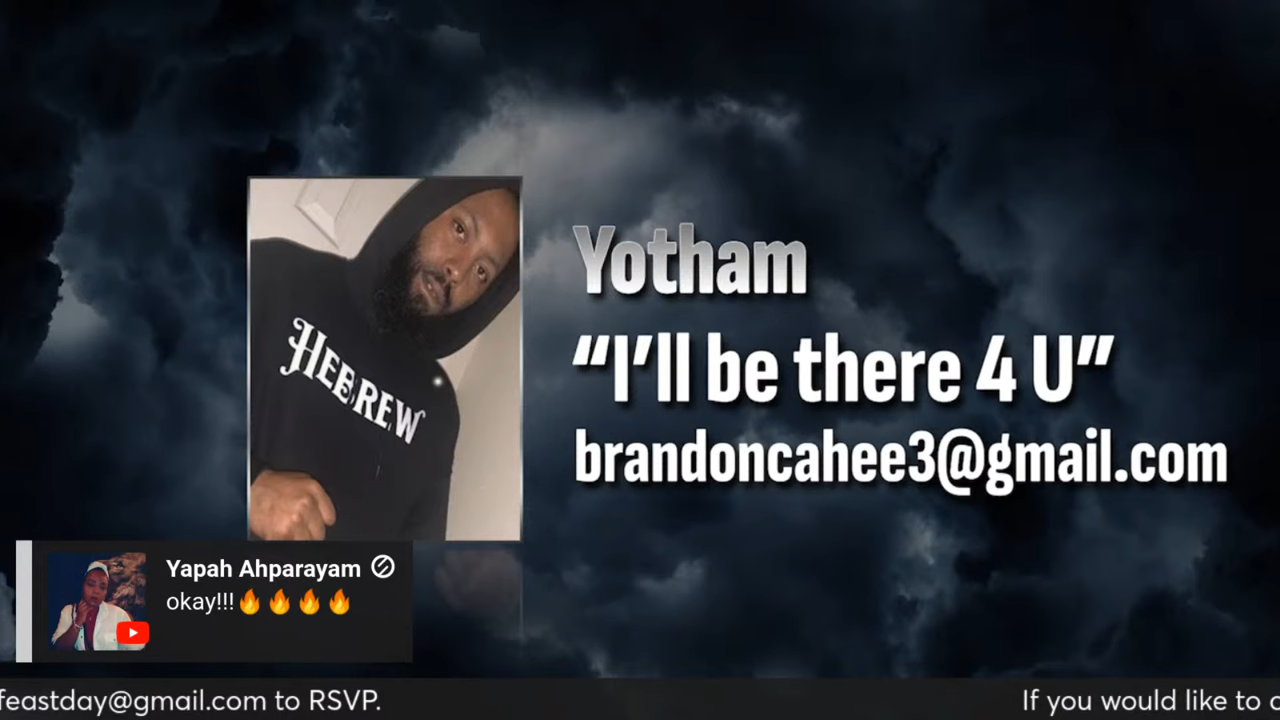 HEBREW
Yotham
“I’ll be there 4 U”
brandoncahee3@gmail.com
Yapah Ahparayam
okay!!!🔥🔥🔥🔥
feastday@gmail.com to RSVP.
If you would like to